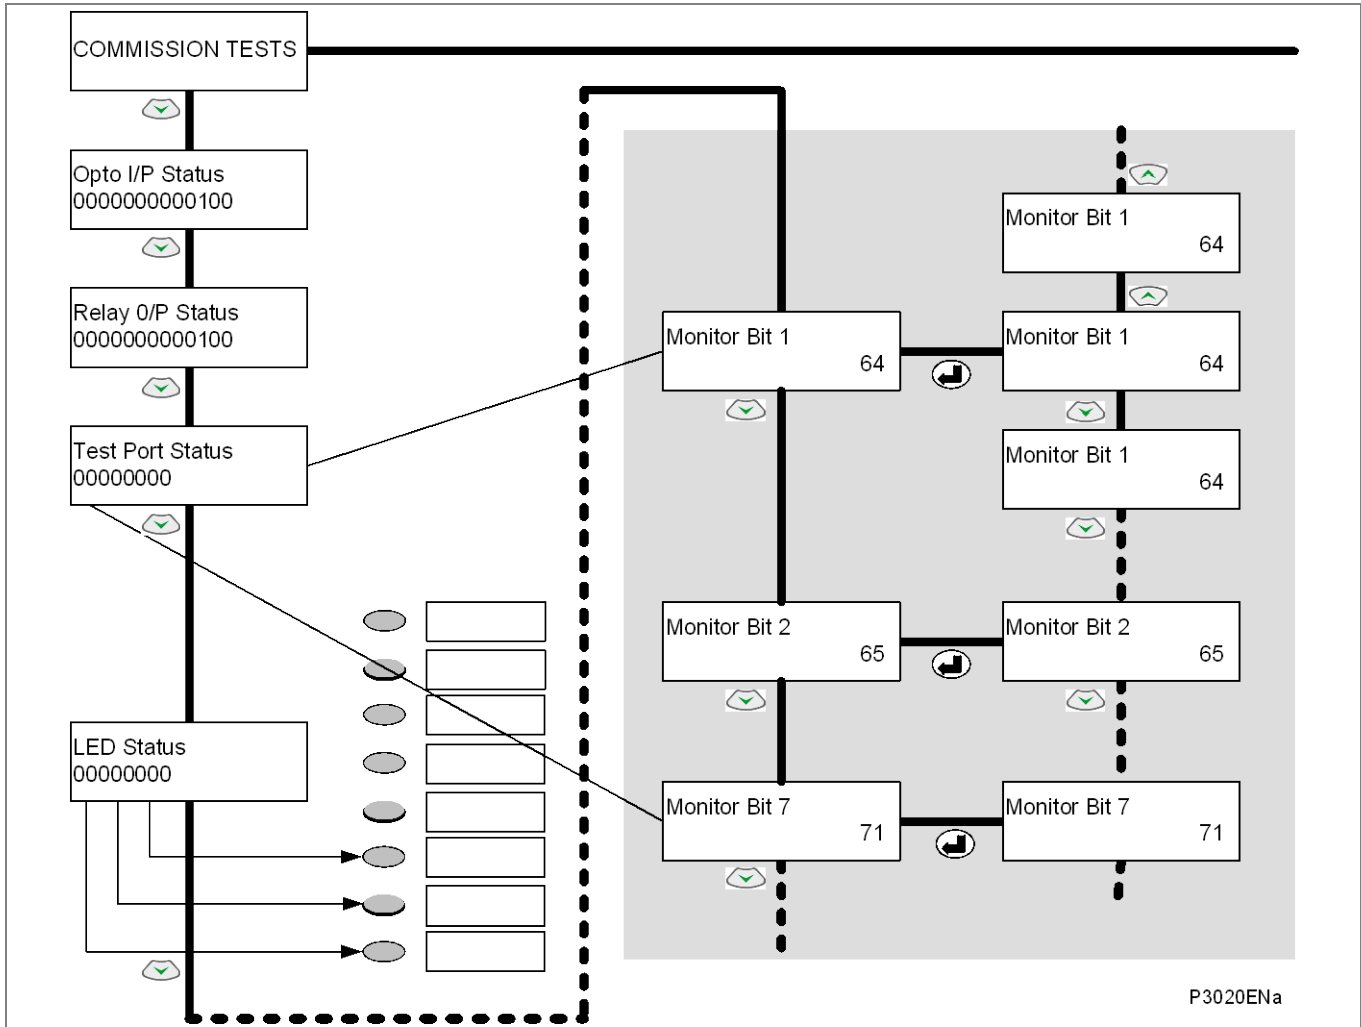 COMMISSION TESTS
Opto I/P Status
0000000000100
Relay 0/P Status
0000000000100
Test Port Status
00000000
LED Status
00000000
Monitor Bit 1
64
Monitor Bit 2
65
Monitor Bit 7
71
Monitor Bit 1
64
Monitor Bit 1
64
Monitor Bit 1
64
Monitor Bit 2
65
Monitor Bit 7
71
P3020ENa